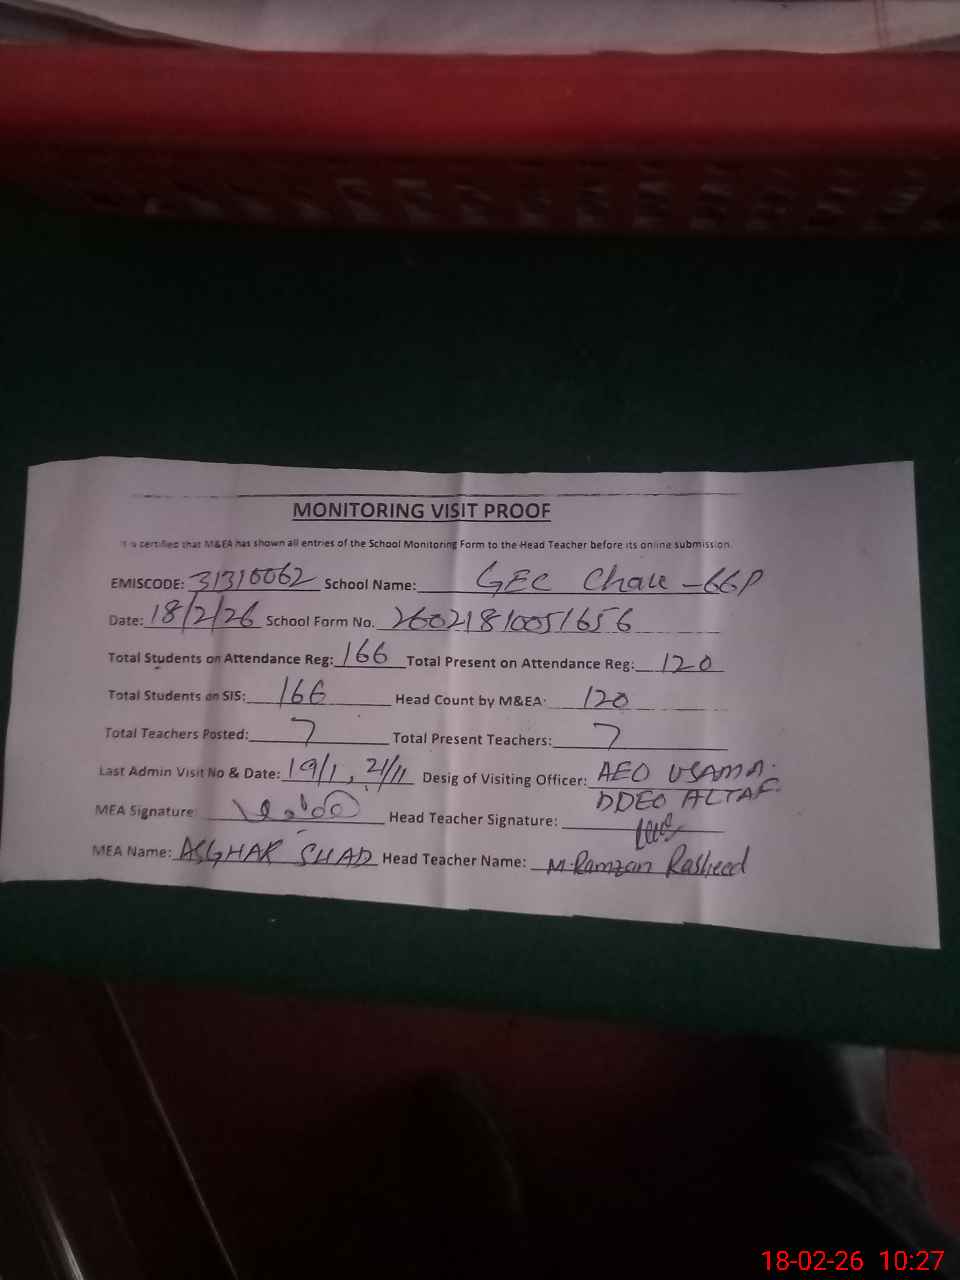 MONITORING VISIT PROOF
It is certified that M&EA has shown all entries of the School Monitoring Form to the Head Teacher before its online submission.
EMISCODE: 31310062 School Name: GEC Chak -66P
Date: 18/2/26 School Form No. 26021810051656
Total Students on Attendance Reg: 166 Total Present on Attendance Reg: 120
Total Students on SIS: 166 Head Count by M&EA: 120
Total Teachers Posted: 7 Total Present Teachers: 7
Last Admin Visit No & Date: 19/1, 21/11 Desig of Visiting Officer: AEO USAMA.
DDEO ALTAF.
MEA Signature: Head Teacher Signature:
MEA Name: ASGHAR Head Teacher Name: M. Ramzan Rasheed
18-02-26 10:27